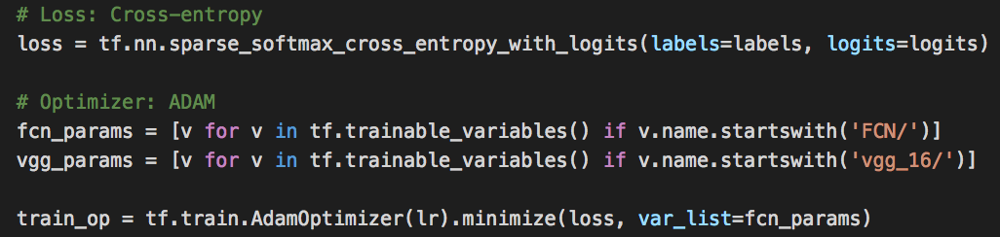 # Loss: Cross-entropy
loss = tf.nn.sparse_softmax_cross_entropy_with_logits(labels=labels, logits=logits)
# Optimizer: ADAM
fcn_params = [v for v in tf.trainable_variables() if v.name.startswith('FCN/')]
vgg_params = [v for v in tf.trainable_variables() if v.name.startswith('vgg_16/')]
train_op = tf.train.AdamOptimizer(lr).minimize(loss, var_list=fcn_params)